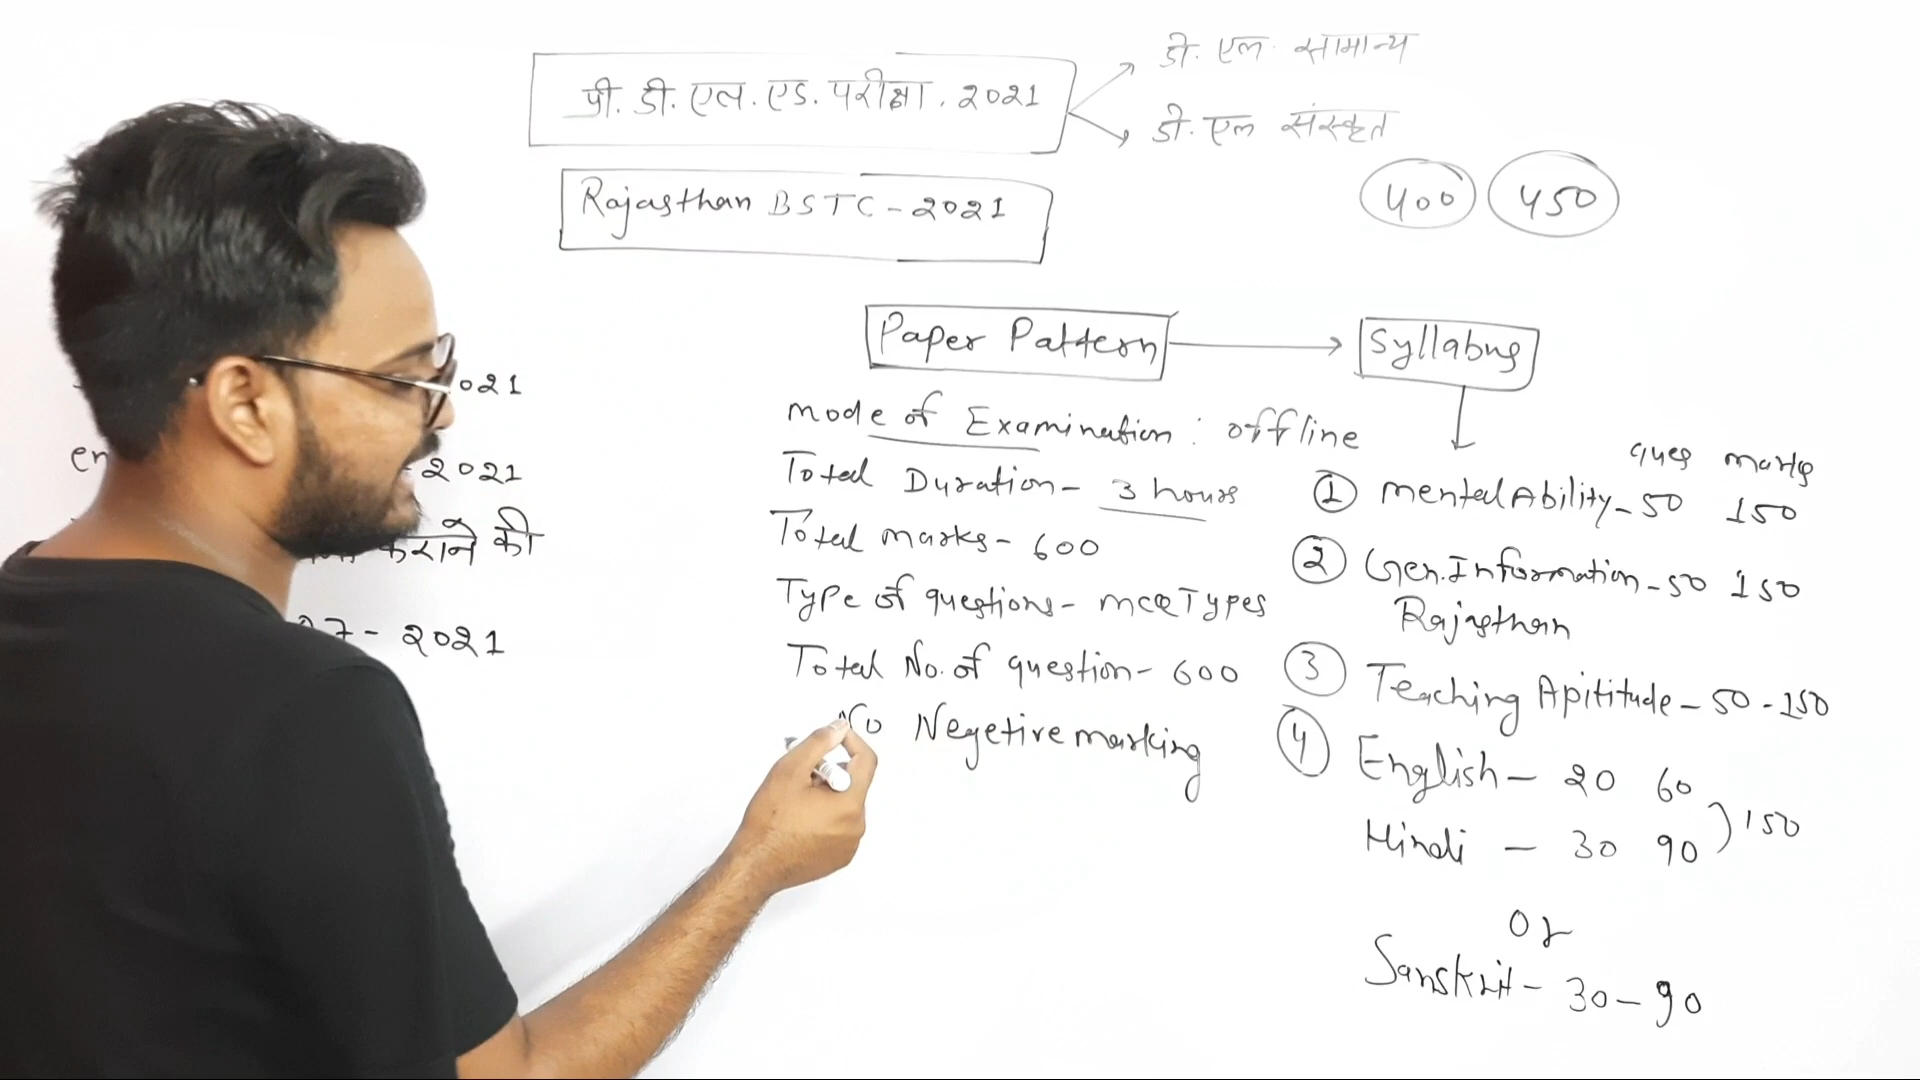 प्री. डी. एल. एड. परीक्षा. 2021
डी. एल. सामान्य
डी. एल संस्कृत
Rajasthan BSTC - 2021
400 450
Paper Pattern
Syllabus
021
2021
कराने की
07 - 2021
mode of Examination : offline
Total Duration - 3 hours
Total marks - 600
Type of questions - mcq Types
Total No. of question - 600
No Negetive marking
ques marks
① mental Ability - 50 150
② Gen. Information - 50 150
Rajasthan
③ Teaching Apititude - 50 - 150
④ English - 20 60
Hindi - 30 90 ) 150
Or
Sanskrit - 30 - 90